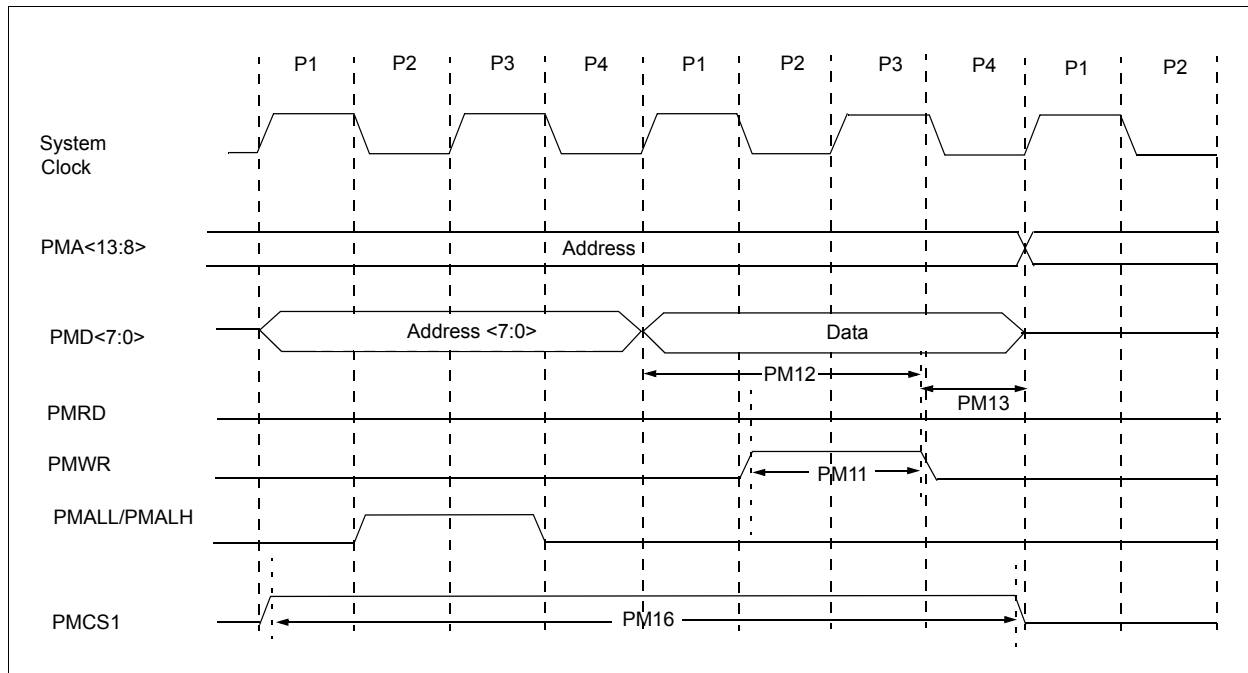 P1 P2 P3 P4 P1 P2 P3 P4 P1 P2
System
Clock
PMA<13:8>
Address
PMD<7:0>
Address <7:0>
Data
PM12
PM13
PMRD
PMWR
PM11
PMALL/PMALH
PMCS1
PM16